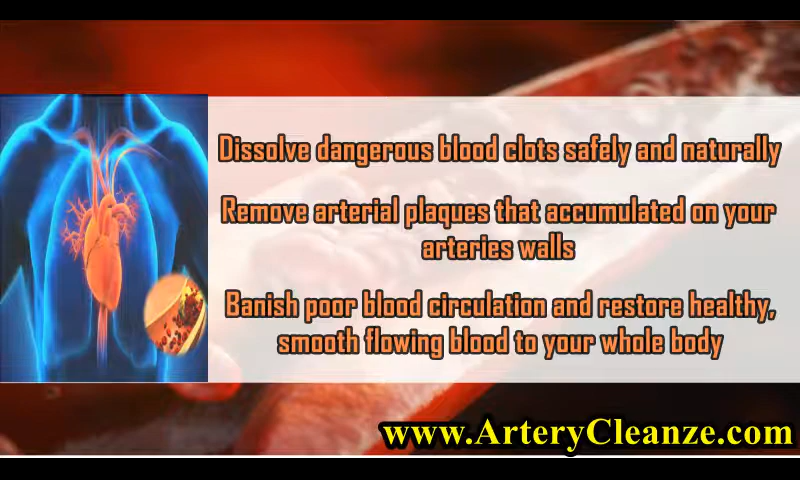 Dissolve dangerous blood clots safely and naturally
Remove arterial plaques that accumulated on your
arteries walls
Banish poor blood circulation and restore healthy,
smooth flowing blood to your whole body
www.ArteryCleanze.com